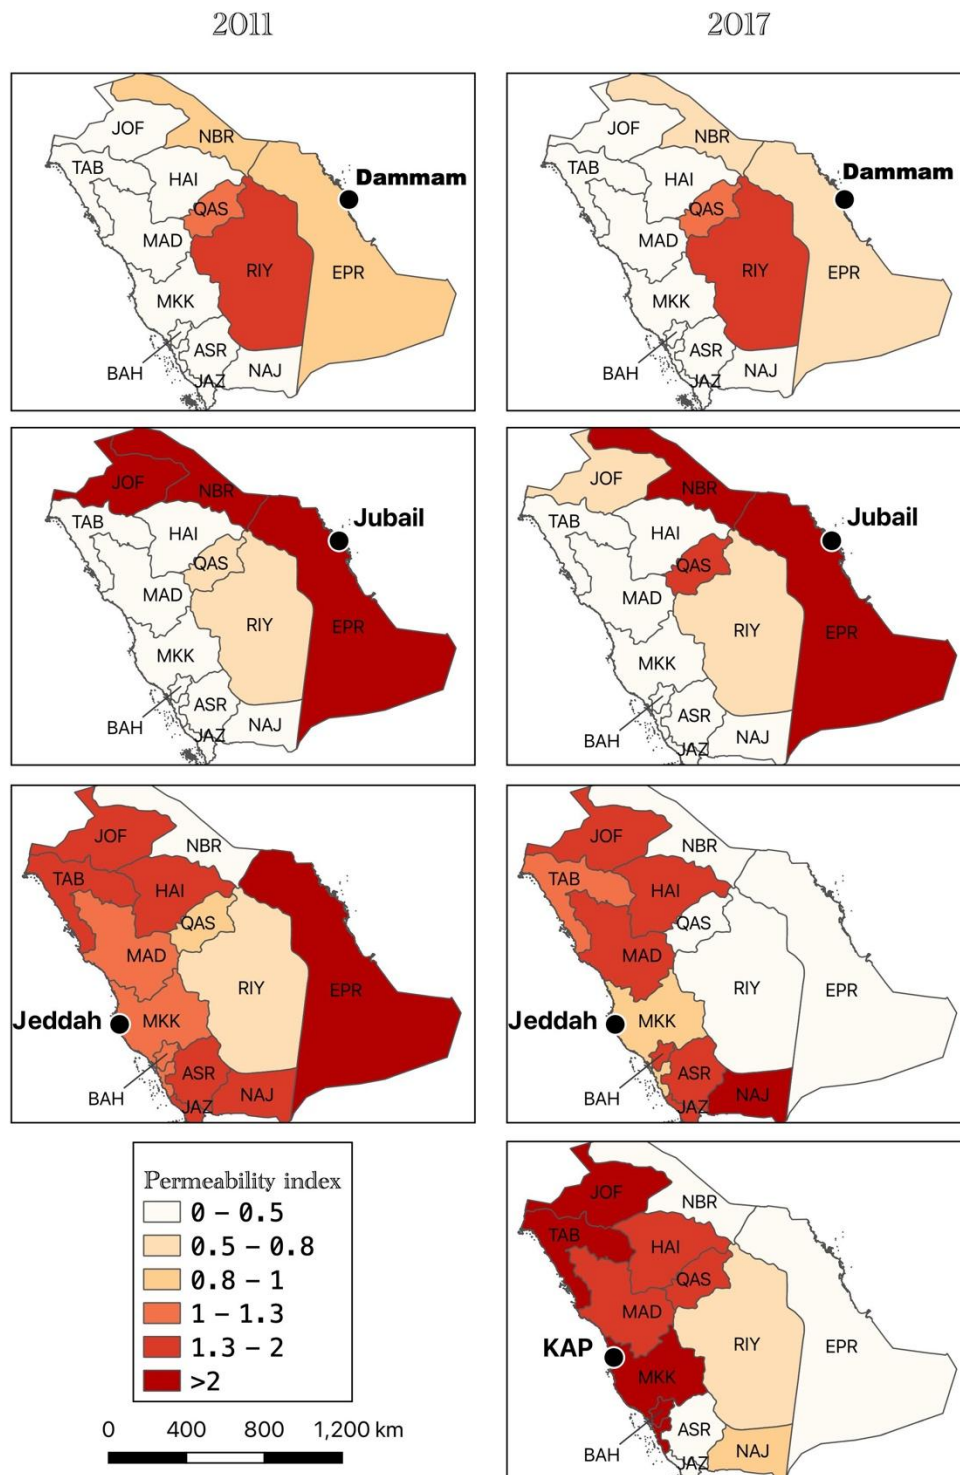 2011
2017
JOF
NBR
TAB
HAI
Dammam
QAS
MAD
RIY
EPR
MKK
ASR
BAH
JAZ
NAJ
JOF
NBR
TAB
HAI
Dammam
QAS
MAD
RIY
EPR
MKK
ASR
BAH
JAZ
NAJ
JOF
NBR
TAB
HAI
Jubail
QAS
MAD
RIY
EPR
MKK
ASR
BAH
JAZ
NAJ
JOF
NBR
TAB
HAI
Jubail
QAS
MAD
RIY
EPR
MKK
ASR
BAH
JAZ
NAJ
JOF
NBR
TAB
HAI
QAS
MAD
RIY
EPR
Jeddah
MKK
ASR
BAH
JAZ
NAJ
JOF
NBR
TAB
HAI
QAS
MAD
RIY
EPR
Jeddah
MKK
ASR
BAH
JAZ
NAJ
Permeability index
0 – 0.5
0.5 – 0.8
0.8 – 1
1 – 1.3
1.3 – 2
>2
0 400 800 1,200 km
JOF
NBR
TAB
HAI
QAS
MAD
RIY
EPR
KAP
MKK
ASR
BAH
JAZ
NAJ